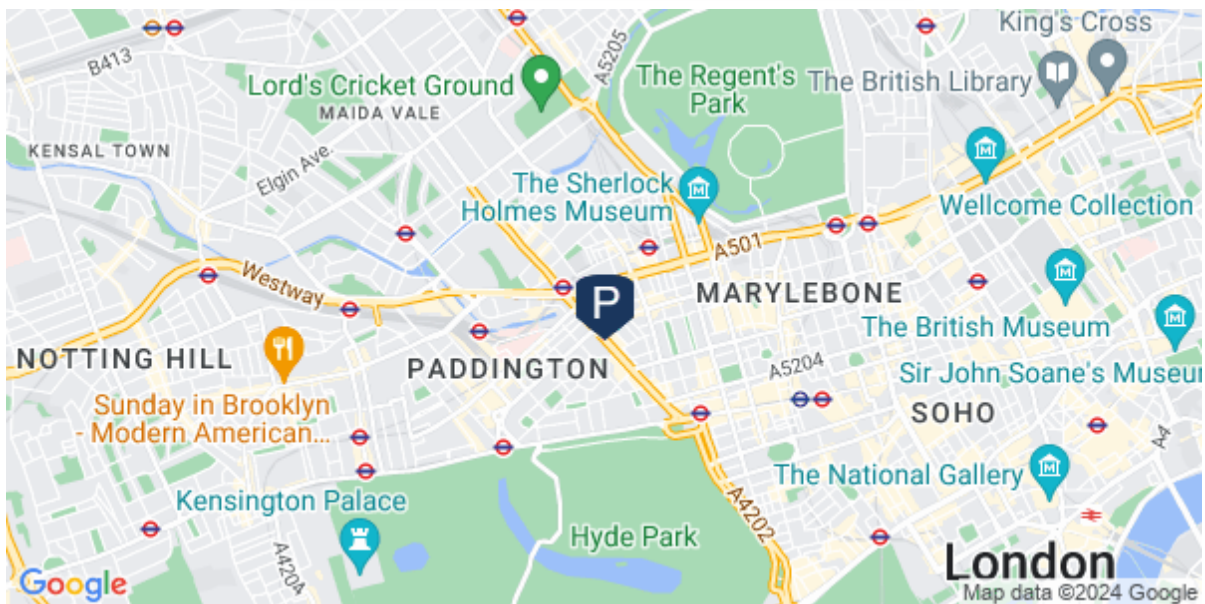 King's Cross
B413
A5205
Lord's Cricket Ground
The Regent's
Park
The British Library
MAIDA VALE
KENSAL TOWN
Elgin Ave.
The Sherlock
Holmes Museum
Wellcome Collection
A501
Westway
P
MARYLEBONE
The British Museum
NOTTING HILL
PADDINGTON
A5204
Sir John Soane's Museu
Sunday in Brooklyn
- Modern American...
SOHO
A4
The National Gallery
Kensington Palace
A4202
Hyde Park
A4204
London
Google
Map data ©2024 Google